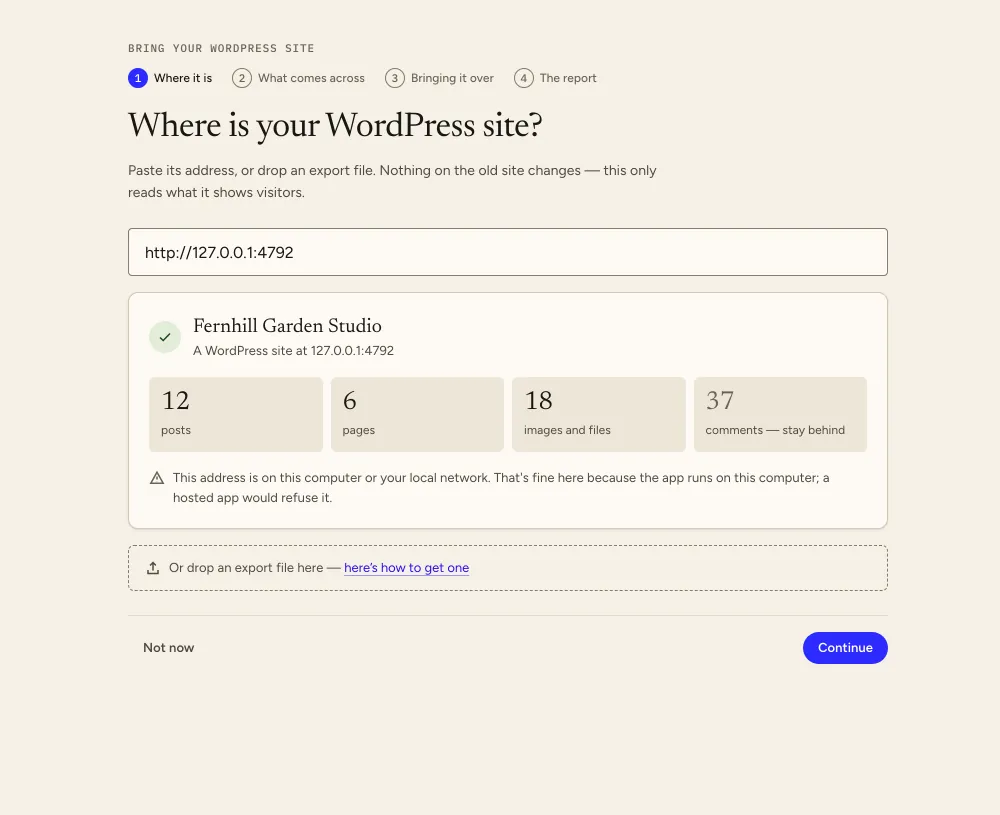 BRING YOUR WORDPRESS SITE
1 Where it is 2 What comes across 3 Bringing it over 4 The report
Where is your WordPress site?
Paste its address, or drop an export file. Nothing on the old site changes — this only
reads what it shows visitors.
http://127.0.0.1:4792
Fernhill Garden Studio
A WordPress site at 127.0.0.1:4792
12 6 18 37
posts pages images and files comments — stay behind
This address is on this computer or your local network. That's fine here because the app runs on this computer; a
hosted app would refuse it.
Or drop an export file here — here's how to get one
Not now Continue